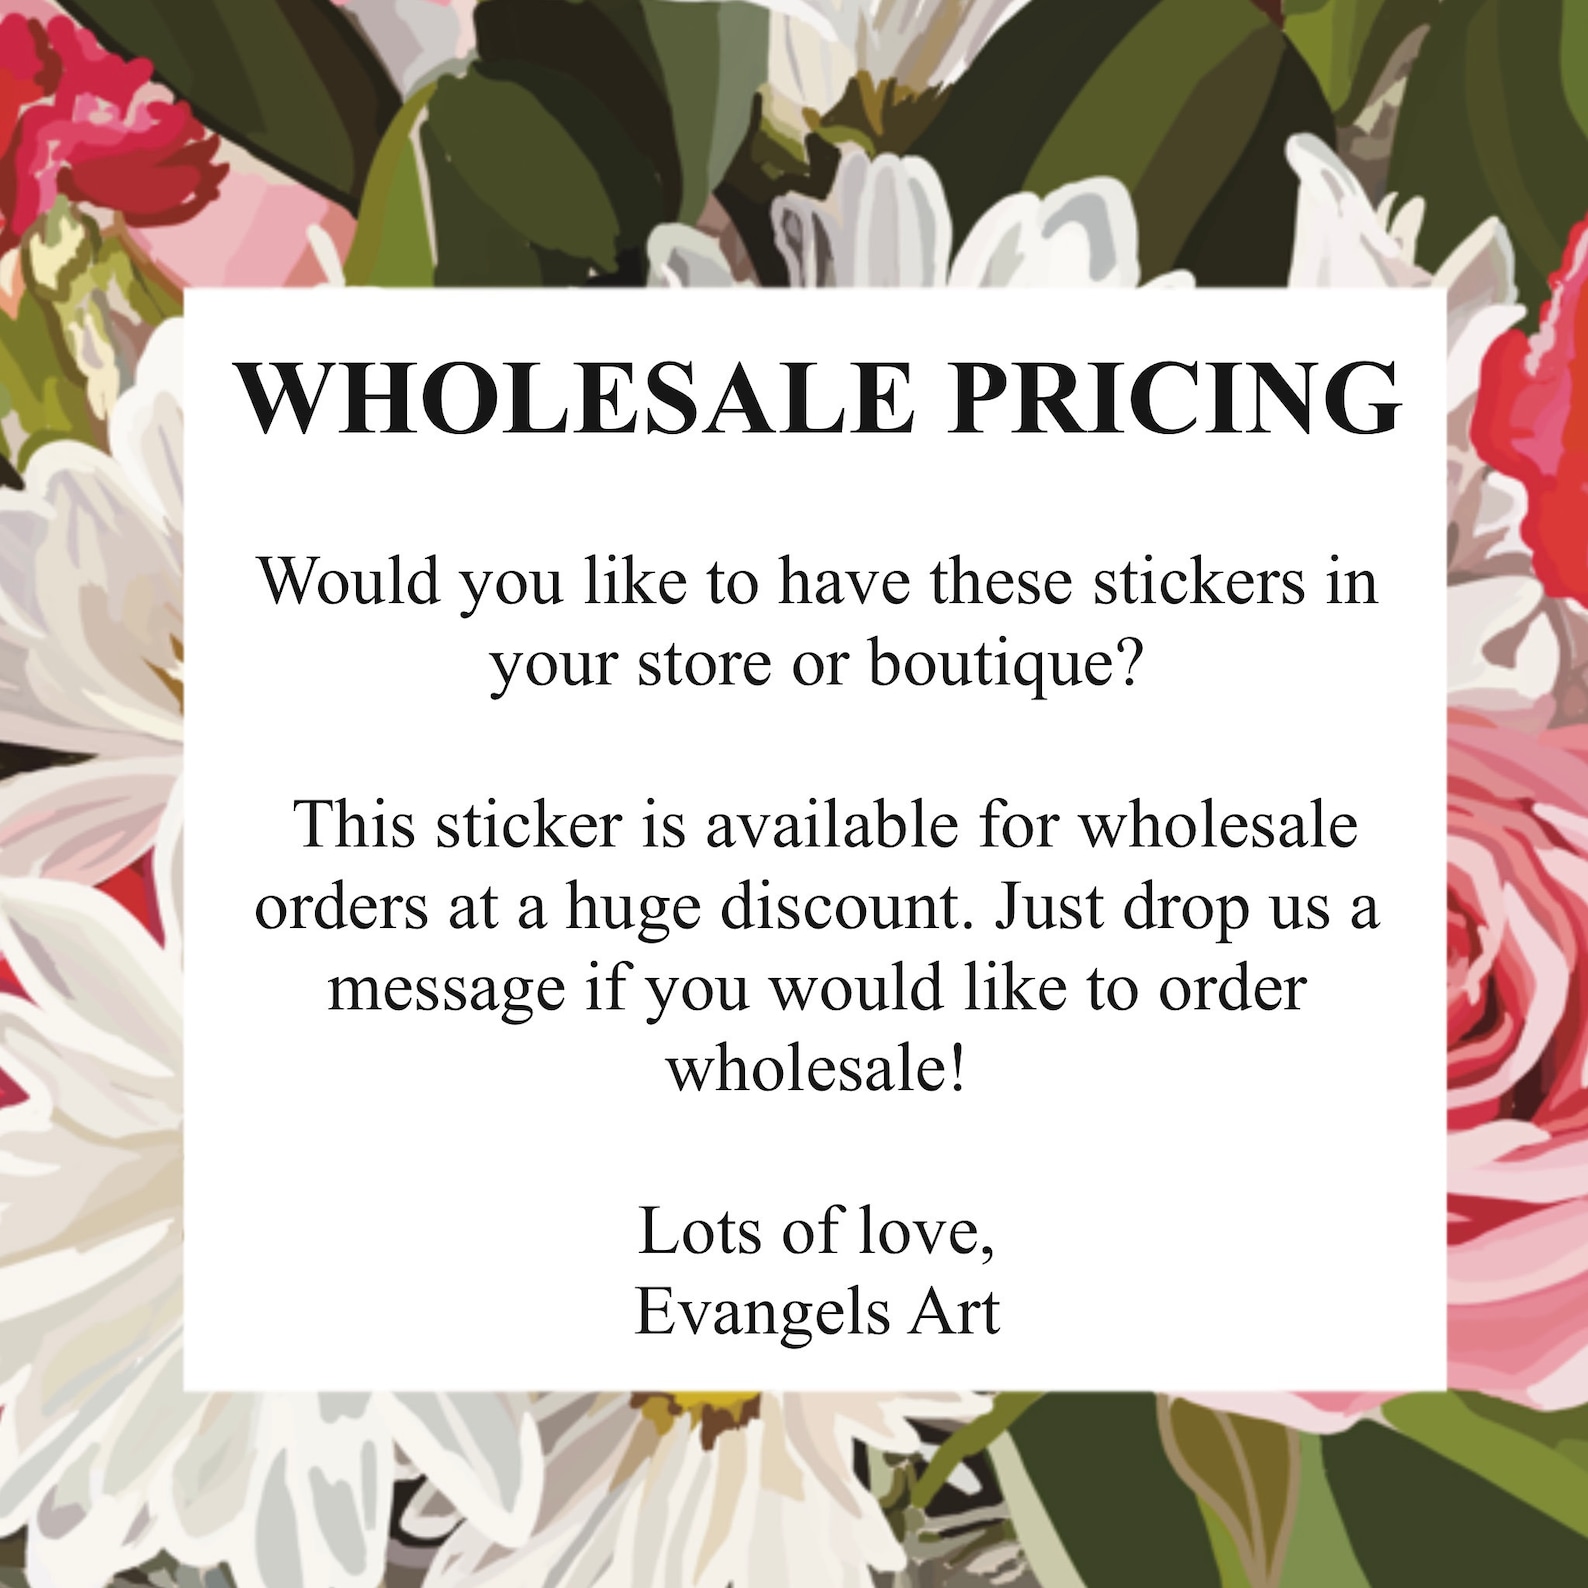 WHOLESALE PRICING
Would you like to have these stickers in
your store or boutique?
This sticker is available for wholesale
orders at a huge discount. Just drop us a
message if you would like to order
wholesale!
Lots of love,
Evangels Art